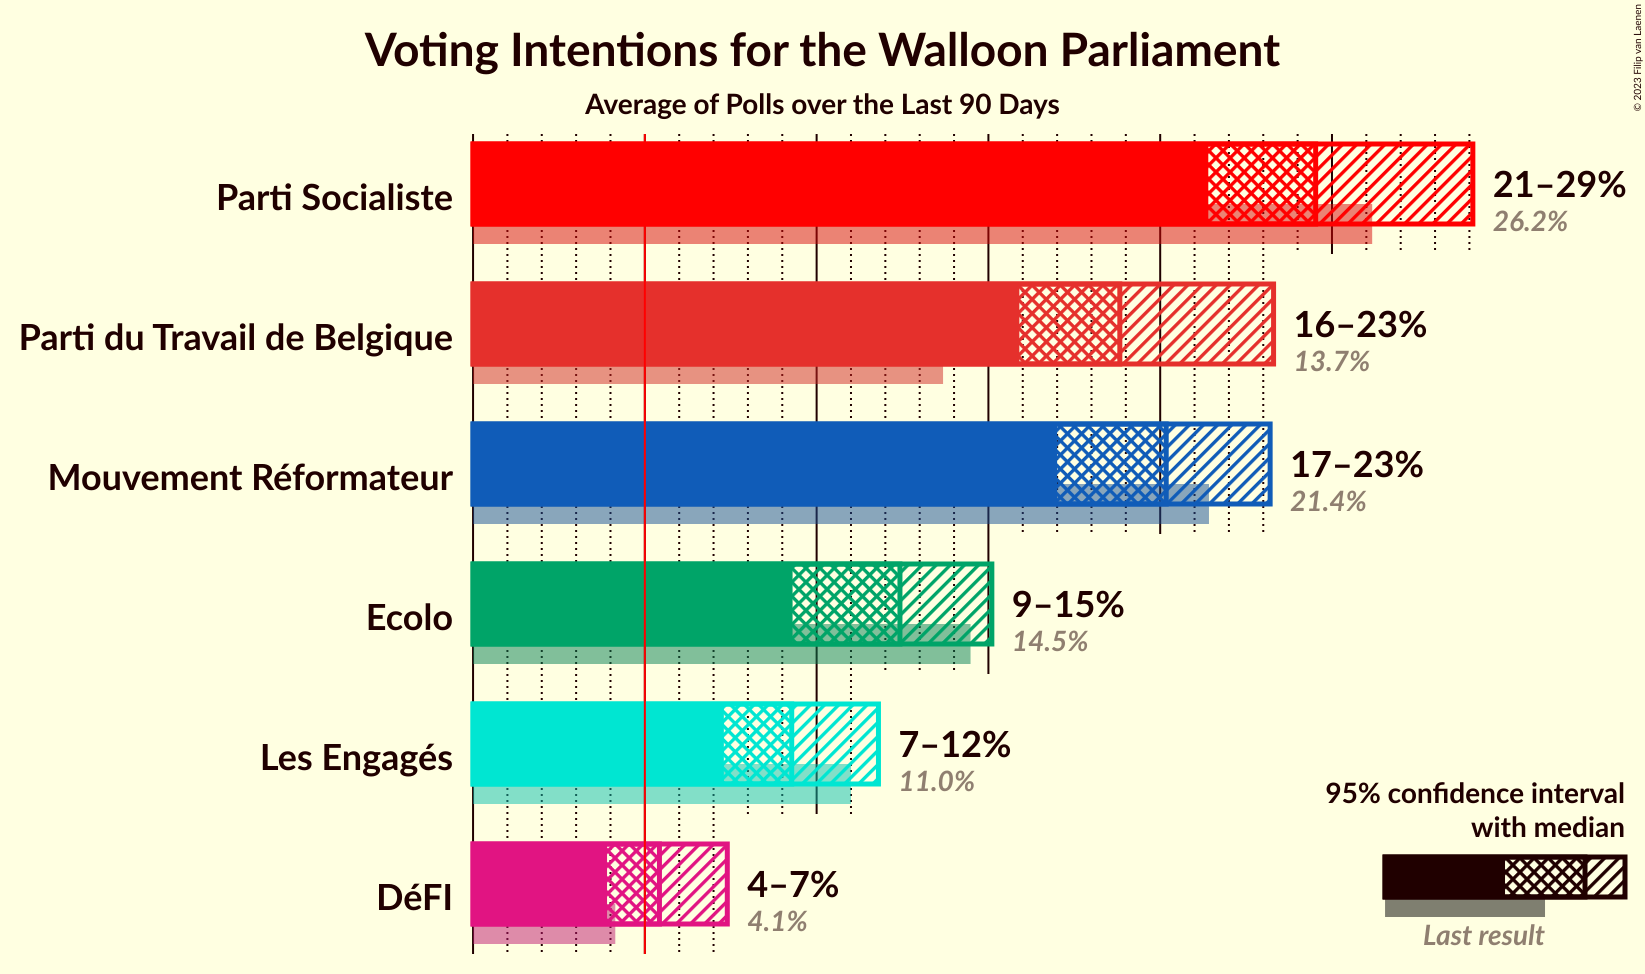 Voting Intentions for the Walloon Parliament
Average of Polls over the Last 90 Days
© 2023 Filip van Laenen
Parti Socialiste
21–29%
26.2%
Parti du Travail de Belgique
16–23%
13.7%
Mouvement Réformateur
17–23%
21.4%
Ecolo
9–15%
14.5%
Les Engagés
7–12%
11.0%
DéFI
4–7%
4.1%
95% confidence interval
with median
Last result